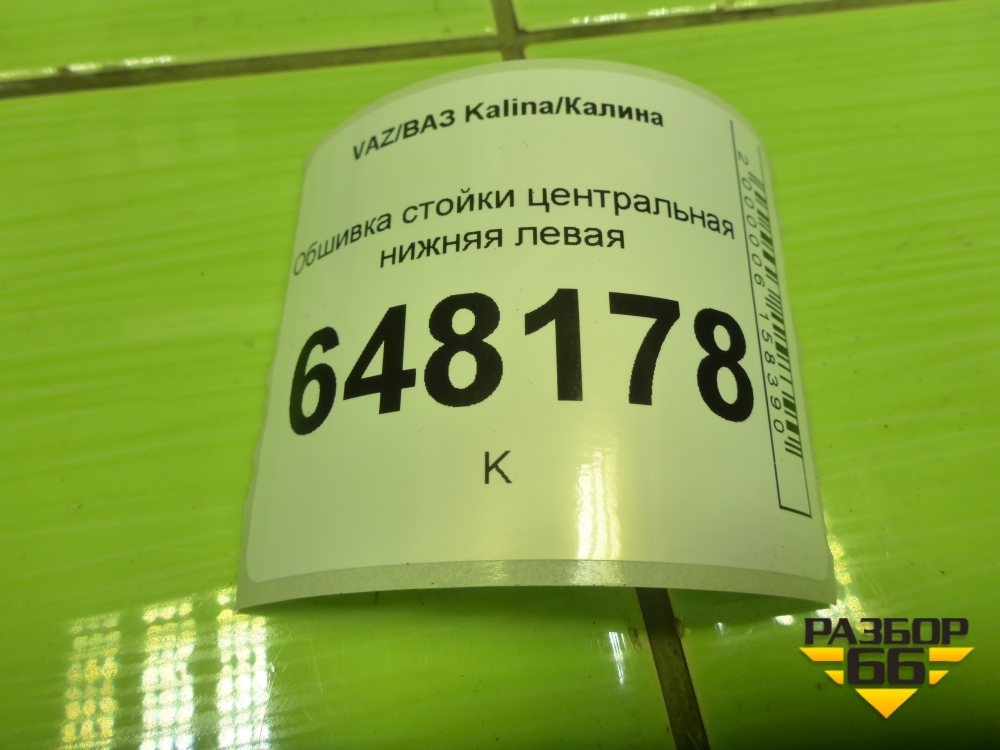 VAZ/ВАЗ Kalina/Калина
Обшивка стойки центральная
нижняя левая
648178
К
2000006158390
РАЗБОР
66